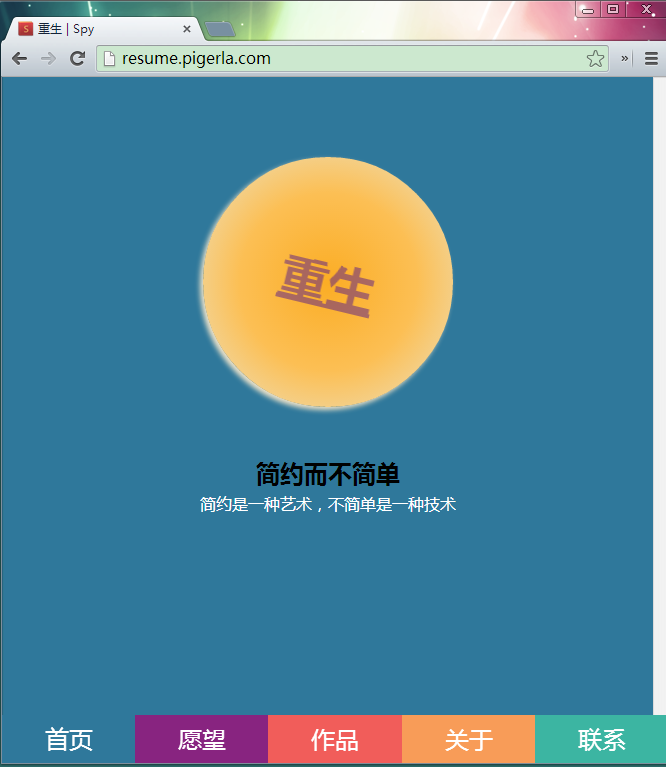 重生 | Spy
resume.pigerla.com
重生
简约而不简单
简约是一种艺术，不简单是一种技术
首页 愿望 作品 关于 联系